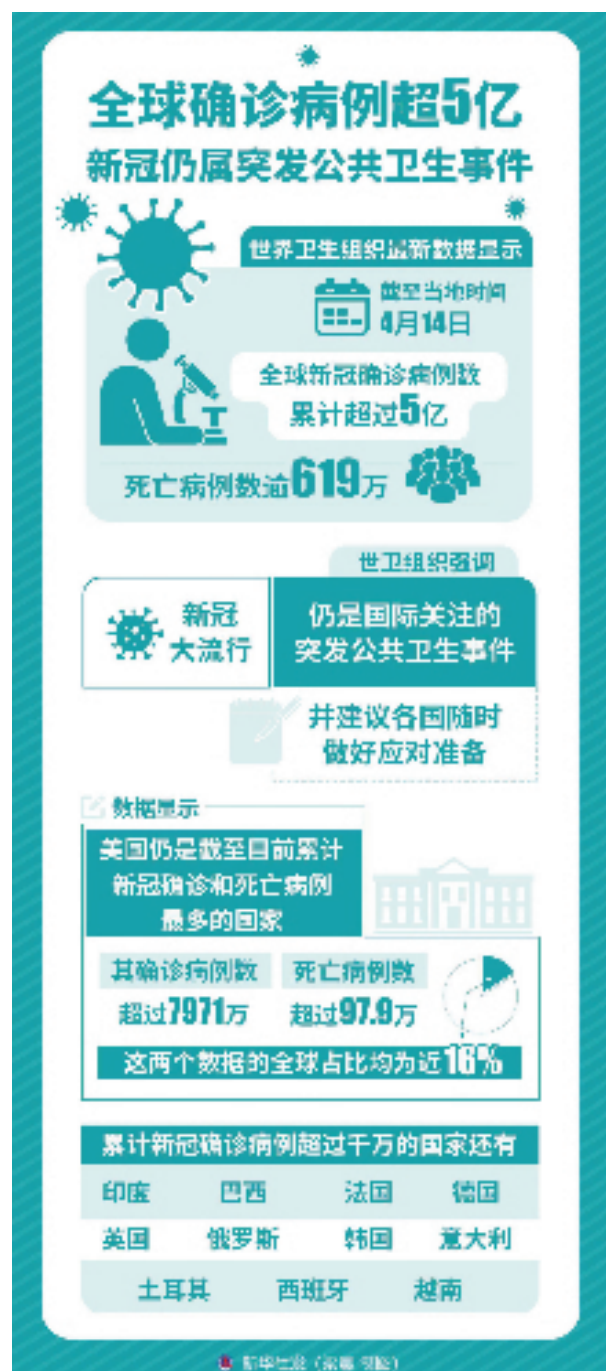 全球确诊病例超5亿
新冠仍属突发公共卫生事件
世界卫生组织最新数据显示
截至当地时间
4月14日
全球新冠确诊病例数
累计超过5亿
死亡病例数逾619万
世卫组织强调
新冠
大流行
仍是国际关注的
突发公共卫生事件
并建议各国随时
做好应对准备
数据显示
美国仍是截至目前累计
新冠确诊和死亡病例
最多的国家
其确诊病例数
超过7971万
死亡病例数
超过97.9万
这两个数据的全球占比均为近16%
累计新冠确诊病例超过千万的国家还有
印度 巴西 法国 德国
英国 俄罗斯 韩国 意大利
土耳其 西班牙 越南
新华社发